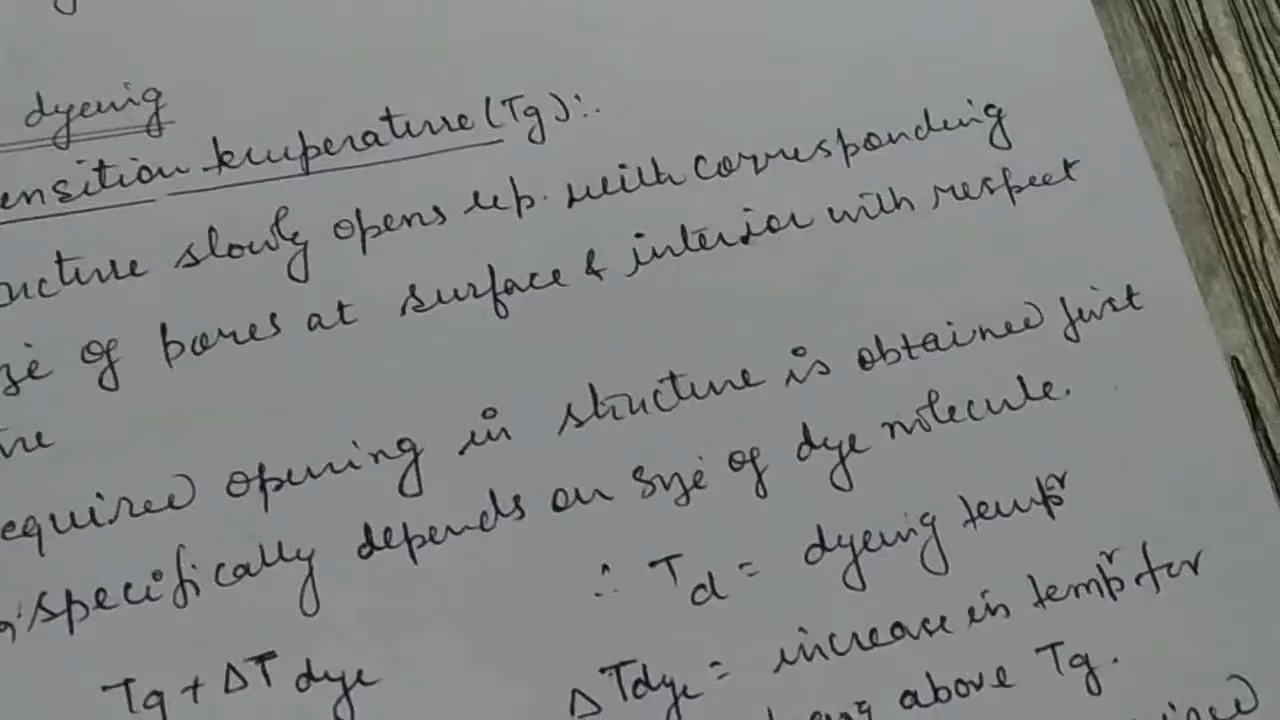 dyeing
ensition temperature (Tg):.
ucture slowly opens up. with corresponding
ze of pores at surface & interior with respect
re
equired opening in structure is obtained first
specifically depends on size of dye molecule.
∴ Td = dyeing tempr
Tg + ΔT dye
ΔTdye = increase in tempr for
above Tg.